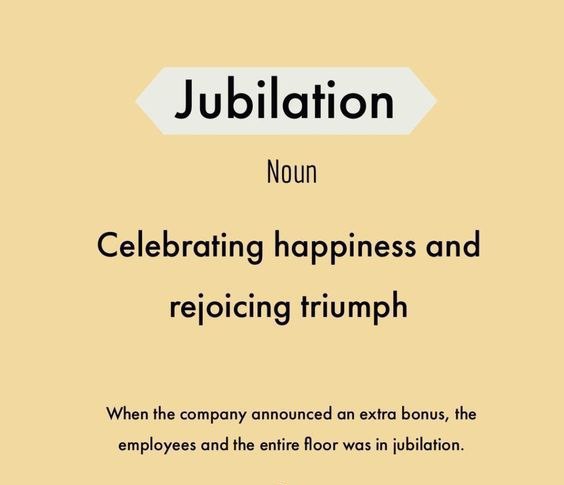 Jubilation
Noun
Celebrating happiness and
rejoicing triumph
When the company announced an extra bonus, the
employees and the entire floor was in jubilation.